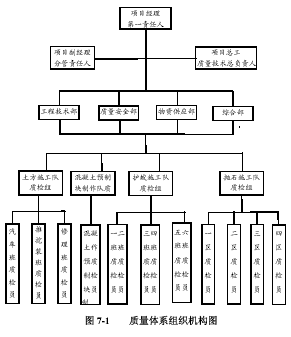 项目经理
第一责任人
项目副经理
分管责任人
项目总工
质量技术总负责人
工程技术部
质量安全部
物资供应部
综合部
土方施工队
质检组
混凝土预制
块制作队质
护坡施工队
质检组
抛石施工队
质检组
汽车班质检员
推挖装班质检员
修理班质检员
混凝土预制块
作质检员
一二班质检员
三四班质检员
五六班质检员
一区质检员
二区质检员
三区质检员
四区质检员
图 7-1 质量体系组织机构图